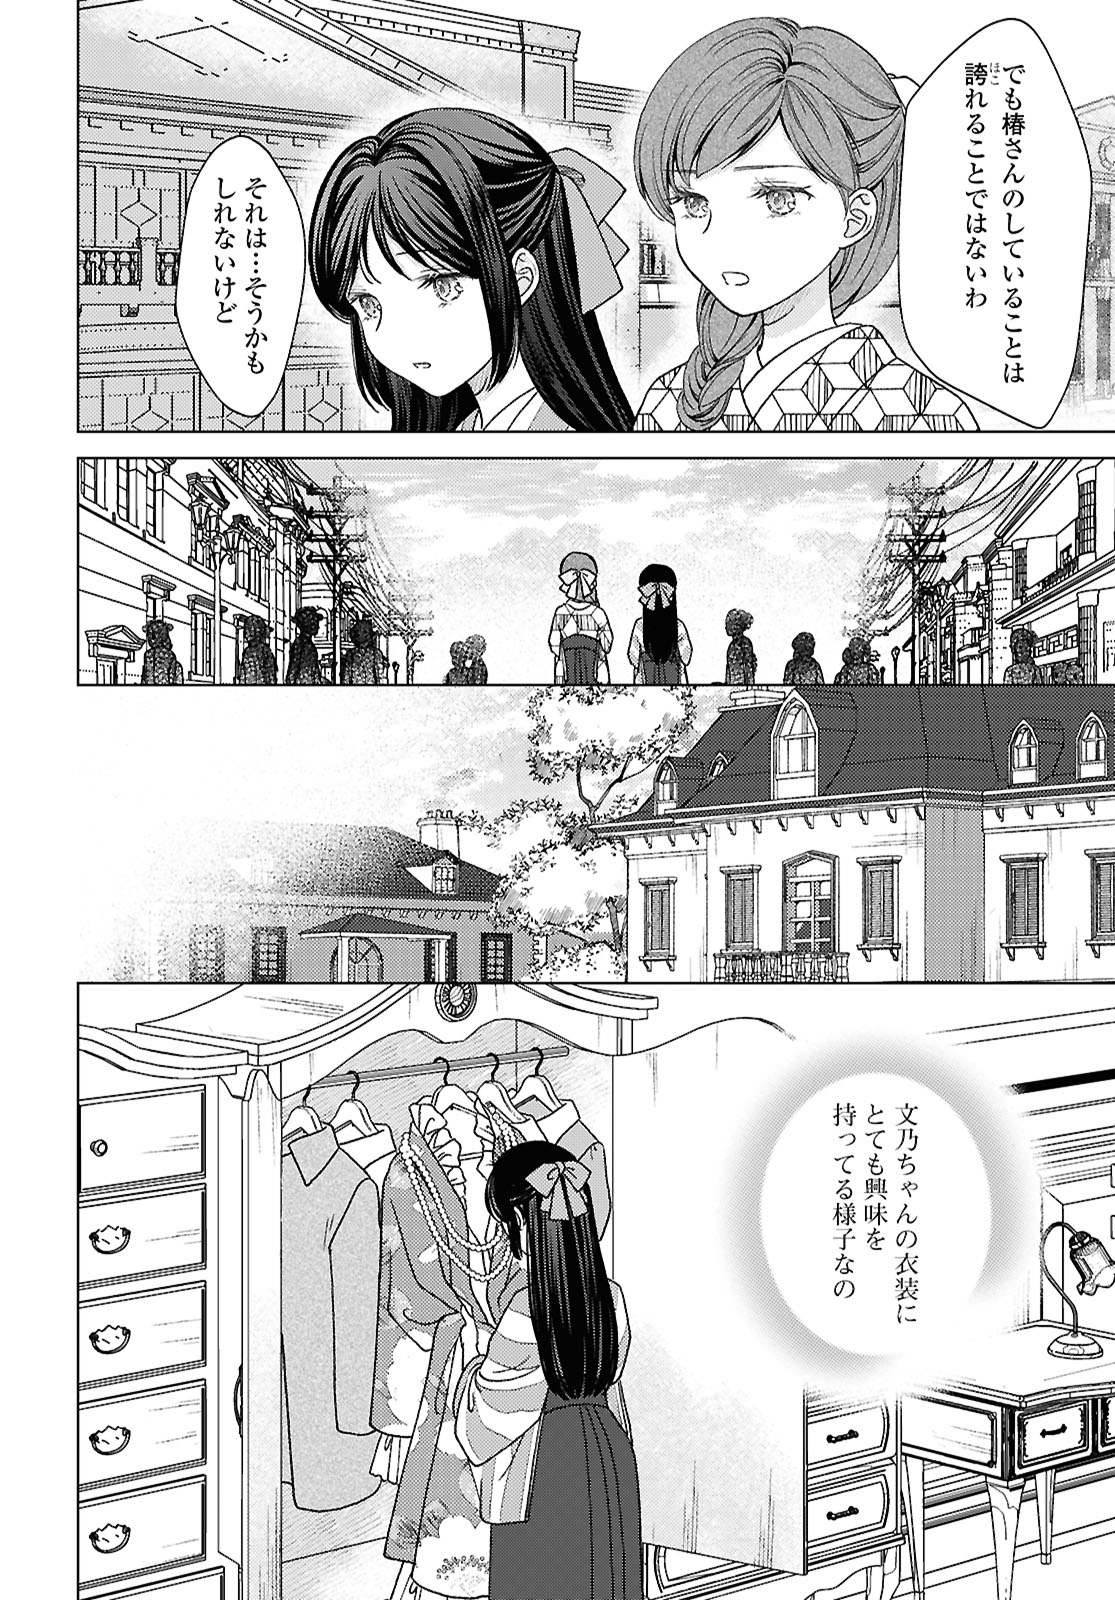 でも椿さんのしていることは
誇れることではないわ
ほこ
それは…そうかも
しれないけど
文乃ちゃんの衣装に
とても興味を
持ってる様子なの